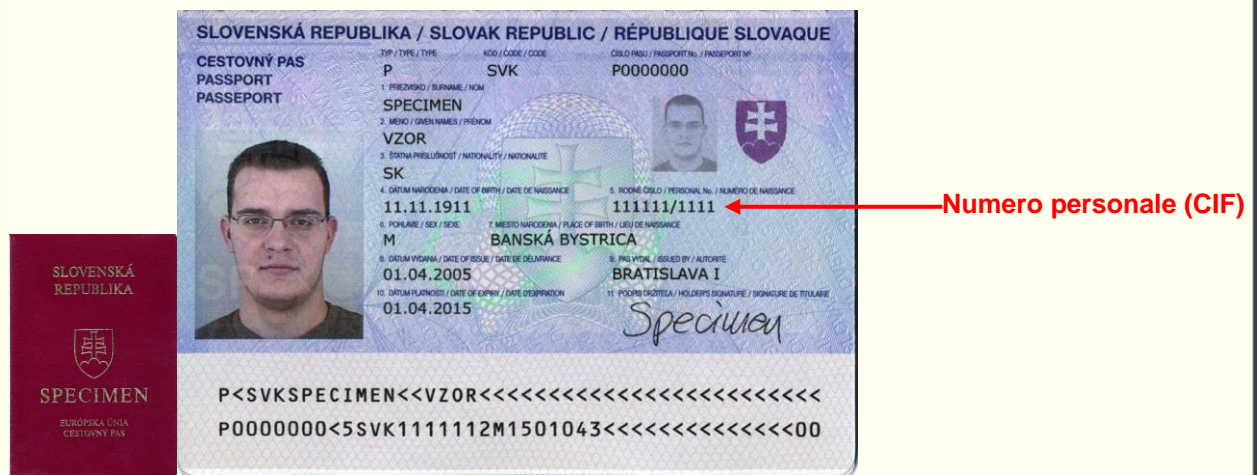 SLOVENSKÁ REPUBLIKA / SLOVAK REPUBLIC / RÉPUBLIQUE SLOVAQUE
CESTOVNÝ PAS
PASSPORT
PASSEPORT
TYP / TYPE / TYPE KÓD / CODE / CODE ČÍSLO PASU / PASSPORT No. / PASSEPORT Nº
P SVK P0000000
1. PRIEZVISKO / SURNAME / NOM
SPECIMEN
2. MENO / GIVEN NAMES / PRÉNOM
VZOR
3. ŠTÁTNA PRÍSLUŠNOSŤ / NATIONALITY / NATIONALITÉ
SK
4. DÁTUM NARODENIA / DATE OF BIRTH / DATE DE NAISSANCE 5. RODNÉ ČÍSLO / PERSONAL No. / NUMÉRO DE NAISSANCE
11.11.1911 111111/1111
6. POHLAVIE / SEX / SEXE 7. MIESTO NARODENIA / PLACE OF BIRTH / LIEU DE NAISSANCE
M BANSKÁ BYSTRICA
8. DÁTUM VYDANIA / DATE OF ISSUE / DATE DE DÉLIVRANCE 9. PAS VYDAL / ISSUED BY / AUTORITÉ
01.04.2005 BRATISLAVA I
10. DÁTUM PLATNOSTI / DATE OF EXPIRY / DATE D'EXPIRATION 11. PODPIS DRŽITEĽA / HOLDER'S SIGNATURE / SIGNATURE DE TITULAIRE
01.04.2015 Specimen
P<SVKSPECIMEN<<VZOR<<<<<<<<<<<<<<<<<<<<<<<<<
P0000000<5SVK1111112M1501043<<<<<<<<<<<<<<00
Numero personale (CIF)
SLOVENSKÁ
REPUBLIKA
SPECIMEN
EURÓPSKA ÚNIA
CESTOVNÝ PAS